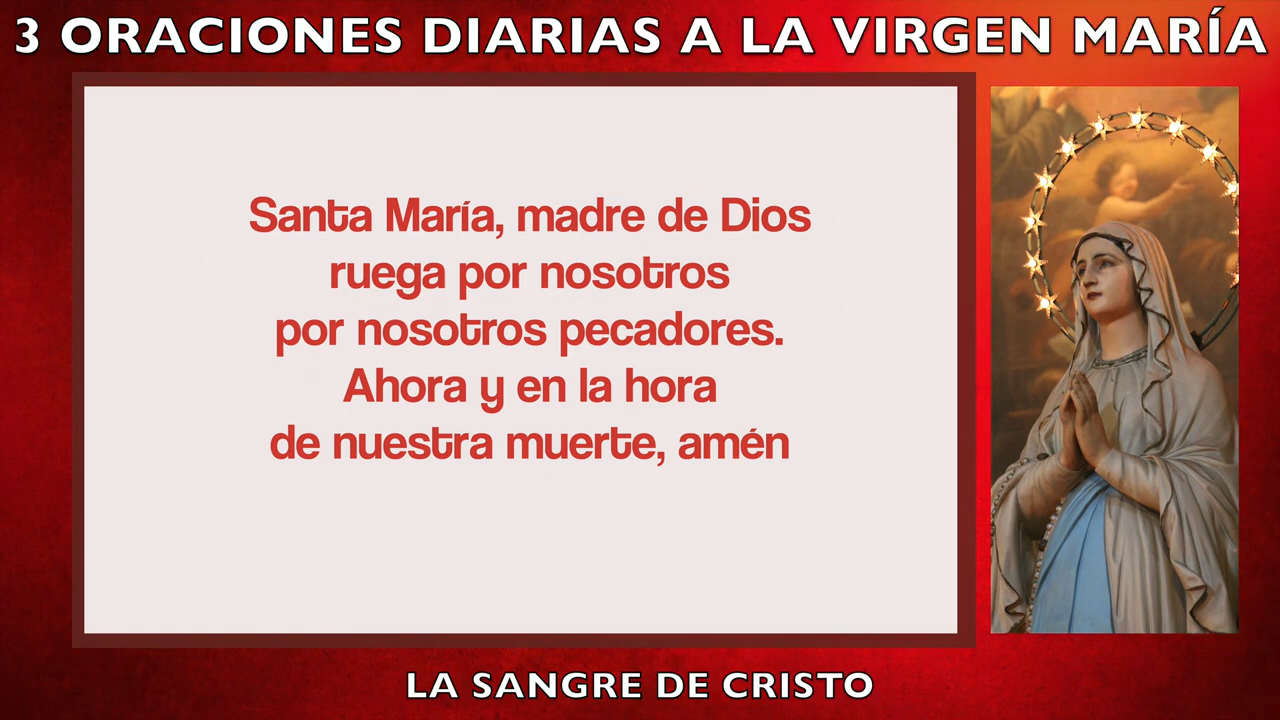 3 ORACIONES DIARIAS A LA VIRGEN MARÍA
Santa María, madre de Dios
ruega por nosotros
por nosotros pecadores.
Ahora y en la hora
de nuestra muerte, amén
LA SANGRE DE CRISTO